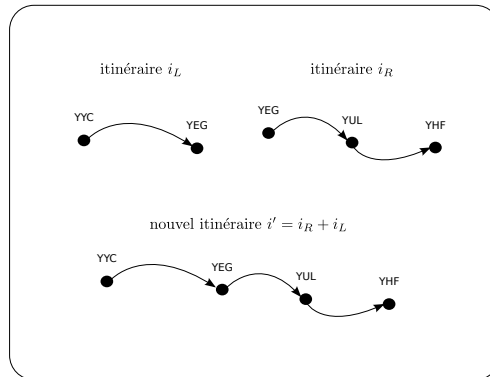 itinéraire i_L
itinéraire i_R
YYC
YEG
YEG
YUL
YHF
nouvel itinéraire i' = i_R + i_L
YYC
YEG
YUL
YHF